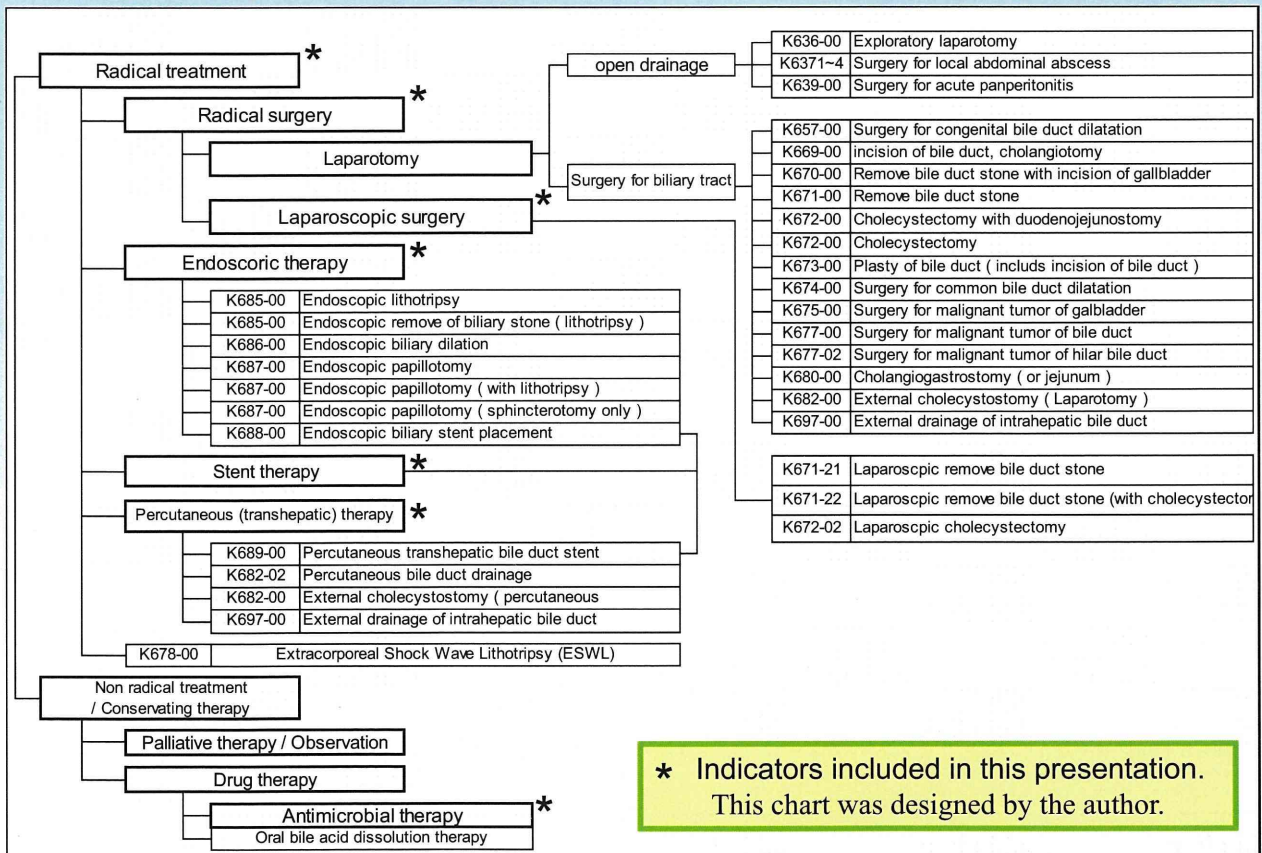 Radical treatment *
Radical surgery *
Laparotomy
Laparoscopic surgery *
Endoscoric therapy *
K685-00 Endoscopic lithotripsy
K685-00 Endoscopic remove of biliary stone ( lithotripsy )
K686-00 Endoscopic biliary dilation
K687-00 Endoscopic papillotomy
K687-00 Endoscopic papillotomy ( with lithotripsy )
K687-00 Endoscopic papillotomy ( sphincterotomy only )
K688-00 Endoscopic biliary stent placement
Stent therapy *
Percutaneous (transhepatic) therapy *
K689-00 Percutaneous transhepatic bile duct stent
K682-02 Percutaneous bile duct drainage
K682-00 External cholecystostomy ( percutaneous
K697-00 External drainage of intrahepatic bile duct
K678-00 Extracorporeal Shock Wave Lithotripsy (ESWL)
Non radical treatment
/ Conservating therapy
Palliative therapy / Observation
Drug therapy
Antimicrobial therapy *
Oral bile acid dissolution therapy
open drainage
K636-00 Exploratory laparotomy
K6371~4 Surgery for local abdominal abscess
K639-00 Surgery for acute panperitonitis
Surgery for biliary tract
K657-00 Surgery for congenital bile duct dilatation
K669-00 incision of bile duct, cholangiotomy
K670-00 Remove bile duct stone with incision of gallbladder
K671-00 Remove bile duct stone
K672-00 Cholecystectomy with duodenojejunostomy
K672-00 Cholecystectomy
K673-00 Plasty of bile duct ( includs incision of bile duct )
K674-00 Surgery for common bile duct dilatation
K675-00 Surgery for malignant tumor of galbladder
K677-00 Surgery for malignant tumor of bile duct
K677-02 Surgery for malignant tumor of hilar bile duct
K680-00 Cholangiogastrostomy ( or jejunum )
K682-00 External cholecystostomy ( Laparotomy )
K697-00 External drainage of intrahepatic bile duct
K671-21 Laparoscpic remove bile duct stone
K671-22 Laparoscpic remove bile duct stone (with cholecystector
K672-02 Laparoscpic cholecystectomy
* Indicators included in this presentation.
This chart was designed by the author.